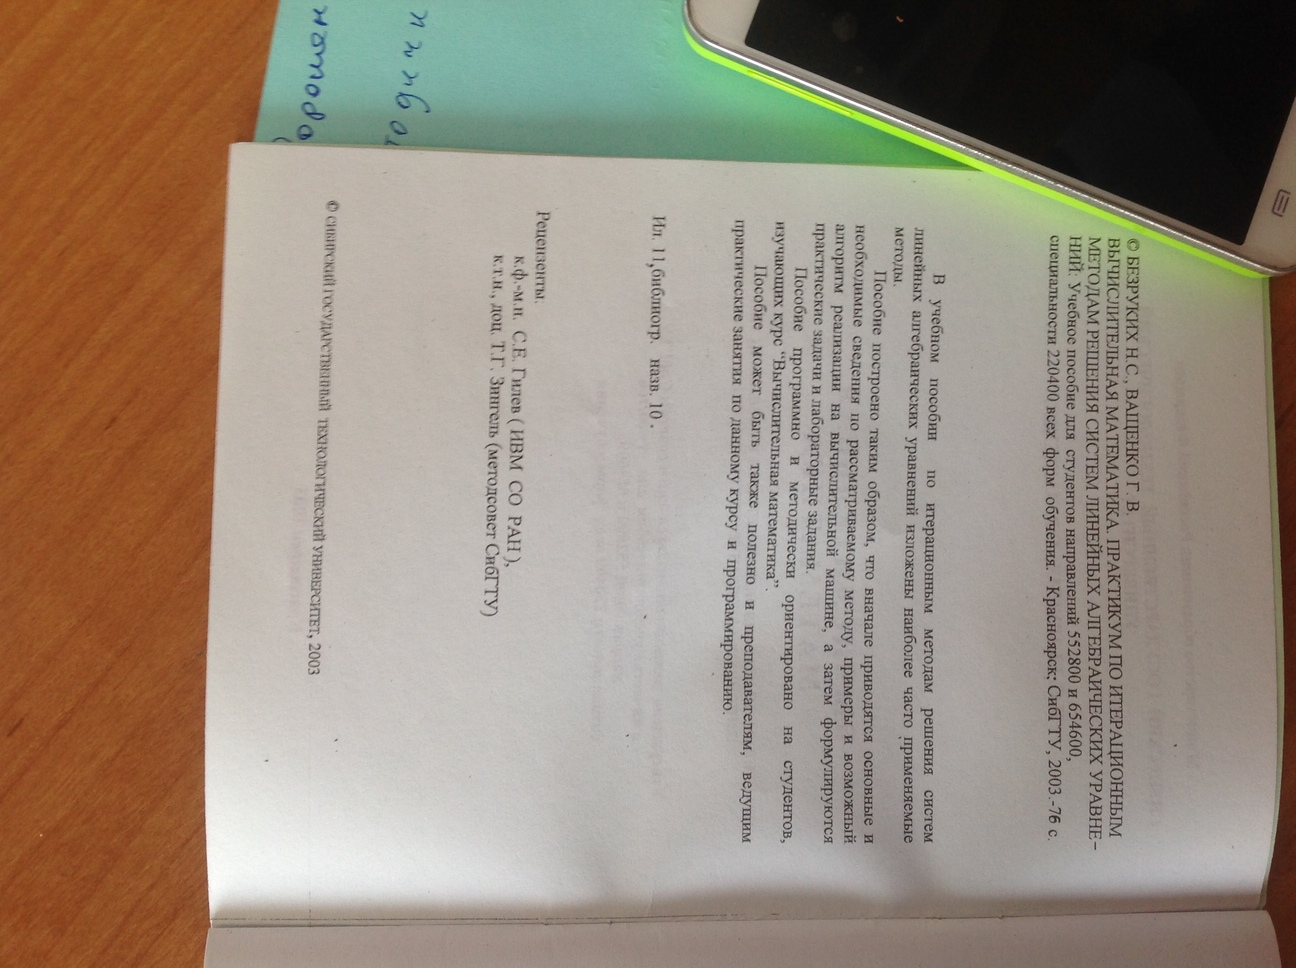 © БЕЗРУКИХ Н.С., ВАЩЕНКО Г. В.
ВЫЧИСЛИТЕЛЬНАЯ МАТЕМАТИКА. ПРАКТИКУМ ПО ИТЕРАЦИОННЫМ
МЕТОДАМ РЕШЕНИЯ СИСТЕМ ЛИНЕЙНЫХ АЛГЕБРАИЧЕСКИХ УРАВНЕ-
НИЙ: Учебное пособие для студентов направлений 552800 и 654600,
специальности 220400 всех форм обучения. - Красноярск: СибГТУ, 2003.-76 с.
В учебном пособии по итерационным методам решения систем
линейных алгебраических уравнений изложены наиболее часто применяемые
методы.
Пособие построено таким образом, что вначале приводятся основные и
необходимые сведения по рассматриваемому методу, примеры и возможный
алгоритм реализации на вычислительной машине, а затем формулируются
практические задачи и лабораторные задания.
Пособие программно и методически ориентировано на студентов,
изучающих курс “Вычислительная математика”.
Пособие может быть также полезно и преподавателям, ведущим
практические занятия по данному курсу и программированию.
Ил. 11,библиогр. назв. 10 .
Рецензенты:
к.ф.-м.н. С.Е. Гилев ( ИВМ СО РАН ),
к.т.н., доц. Т.Г. Зингель (методсовет СибГТУ)
© СИБИРСКИЙ ГОСУДАРСТВЕННЫЙ ТЕХНОЛОГИЧЕСКИЙ УНИВЕРСИТЕТ, 2003